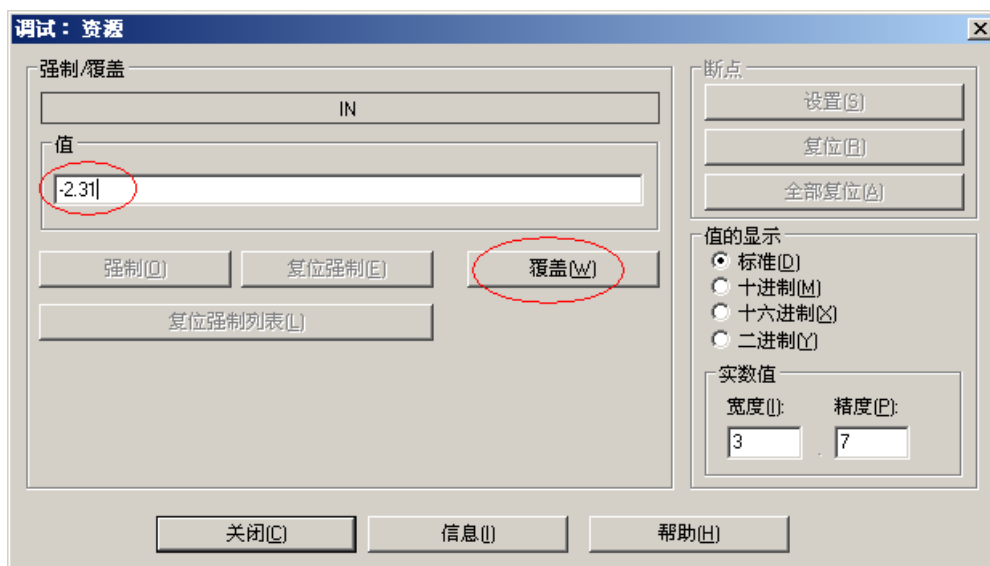 调试：资源
强制/覆盖
IN
值
-2.31
强制(O) 复位强制(E) 覆盖(W)
复位强制列表(L)
断点
设置(S)
复位(R)
全部复位(A)
值的显示
标准(D)
十进制(M)
十六进制(X)
二进制(Y)
实数值
宽度(I): 精度(P):
3 . 7
关闭(C) 信息(I) 帮助(H)